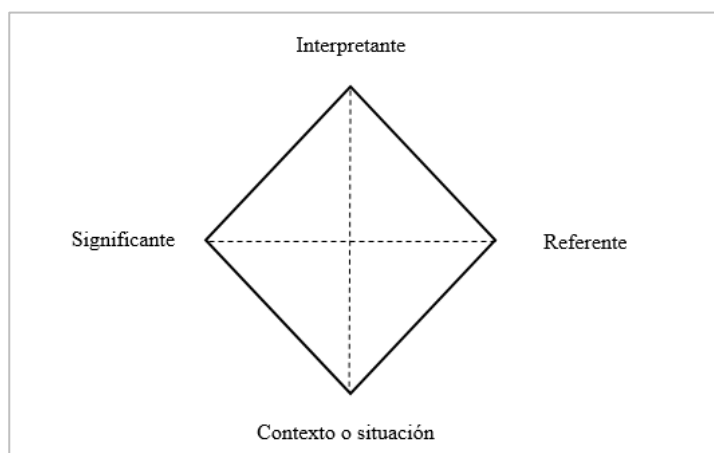 Interpretante
Significante
Referente
Contexto o situación